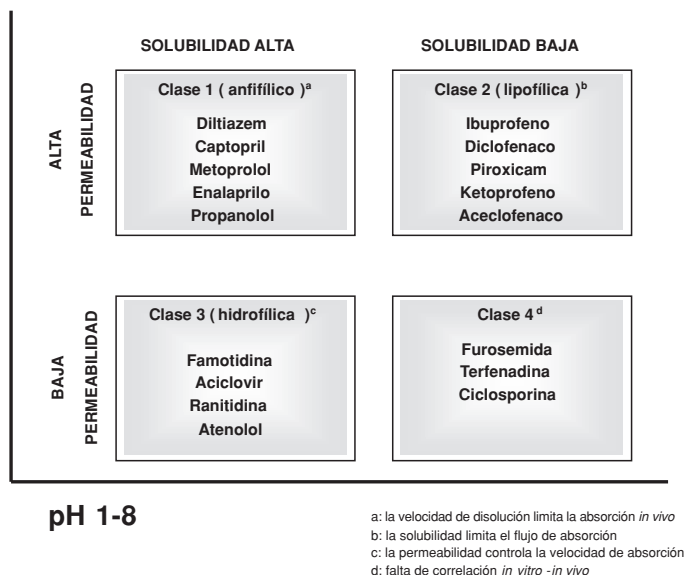 SOLUBILIDAD ALTA
SOLUBILIDAD BAJA
ALTA
PERMEABILIDAD
Clase 1 ( anfifílico )ᵃ
Diltiazem
Captopril
Metoprolol
Enalaprilo
Propanolol
Clase 2 ( lipofílica )ᵇ
Ibuprofeno
Diclofenaco
Piroxicam
Ketoprofeno
Aceclofenaco
BAJA
PERMEABILIDAD
Clase 3 ( hidrofílica )ᶜ
Famotidina
Aciclovir
Ranitidina
Atenolol
Clase 4 ᵈ
Furosemida
Terfenadina
Ciclosporina
pH 1-8
a: la velocidad de disolución limita la absorción in vivo
b: la solubilidad limita el flujo de absorción
c: la permeabilidad controla la velocidad de absorción
d: falta de correlación in vitro -in vivo